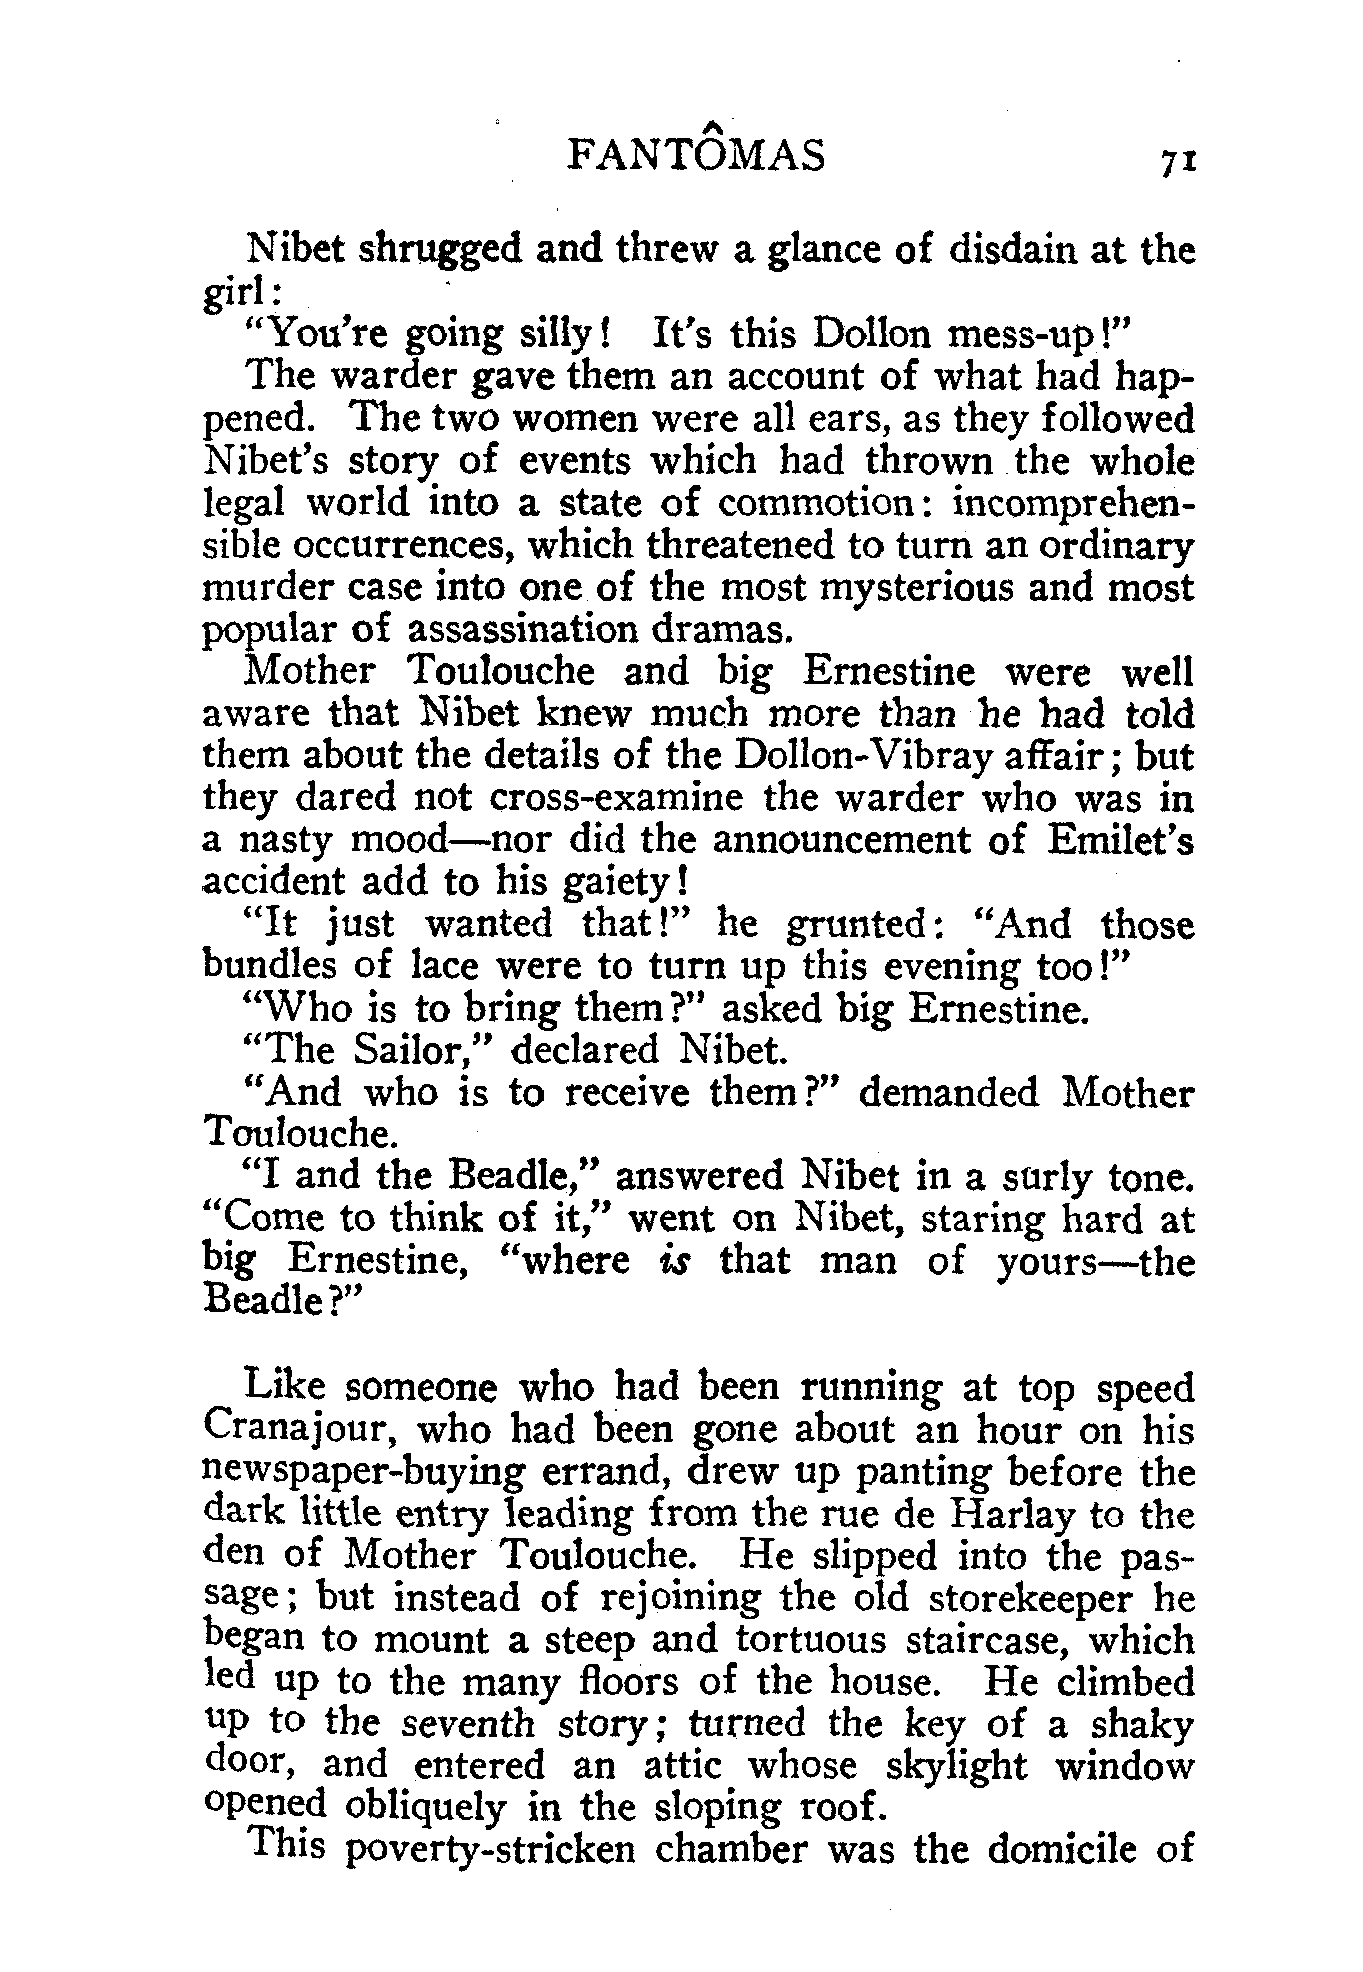 FANTÔMAS 71
Nibet shrugged and threw a glance of disdain at the
girl:
"You're going silly! It's this Dollon mess-up!"
The warder gave them an account of what had hap-
pened. The two women were all ears, as they followed
Nibet's story of events which had thrown the whole
legal world into a state of commotion: incomprehen-
sible occurrences, which threatened to turn an ordinary
murder case into one of the most mysterious and most
popular of assassination dramas.
Mother Toulouche and big Ernestine were well
aware that Nibet knew much more than he had told
them about the details of the Dollon-Vibray affair; but
they dared not cross-examine the warder who was in
a nasty mood—nor did the announcement of Emilet's
accident add to his gaiety!
"It just wanted that!" he grunted: "And those
bundles of lace were to turn up this evening too!"
"Who is to bring them?" asked big Ernestine.
"The Sailor," declared Nibet.
"And who is to receive them?" demanded Mother
Toulouche.
"I and the Beadle," answered Nibet in a surly tone.
"Come to think of it," went on Nibet, staring hard at
big Ernestine, "where is that man of yours—the
Beadle?"
Like someone who had been running at top speed
Cranajour, who had been gone about an hour on his
newspaper-buying errand, drew up panting before the
dark little entry leading from the rue de Harlay to the
den of Mother Toulouche. He slipped into the pas-
sage; but instead of rejoining the old storekeeper he
began to mount a steep and tortuous staircase, which
led up to the many floors of the house. He climbed
up to the seventh story; turned the key of a shaky
door, and entered an attic whose skylight window
opened obliquely in the sloping roof.
This poverty-stricken chamber was the domicile of